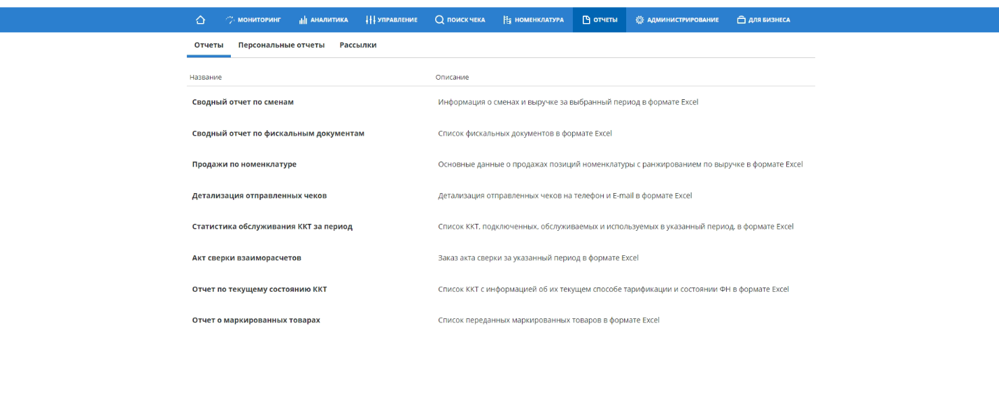 МОНИТОРИНГ АНАЛИТИКА УПРАВЛЕНИЕ ПОИСК ЧЕКА НОМЕНКЛАТУРА ОТЧЕТЫ АДМИНИСТРИРОВАНИЕ ДЛЯ БИЗНЕСА
Отчеты Персональные отчеты Рассылки
Название Описание
Сводный отчет по сменам Информация о сменах и выручке за выбранный период в формате Excel
Сводный отчет по фискальным документам Список фискальных документов в формате Excel
Продажи по номенклатуре Основные данные о продажах позиций номенклатуры с ранжированием по выручке в формате Excel
Детализация отправленных чеков Детализация отправленных чеков на телефон и E-mail в формате Excel
Статистика обслуживания ККТ за период Список ККТ, подключенных, обслуживаемых и используемых в указанный период, в формате Excel
Акт сверки взаиморасчетов Заказ акта сверки за указанный период в формате Excel
Отчет по текущему состоянию ККТ Список ККТ с информацией об их текущем способе тарификации и состоянии ФН в формате Excel
Отчет о маркированных товарах Список переданных маркированных товаров в формате Excel